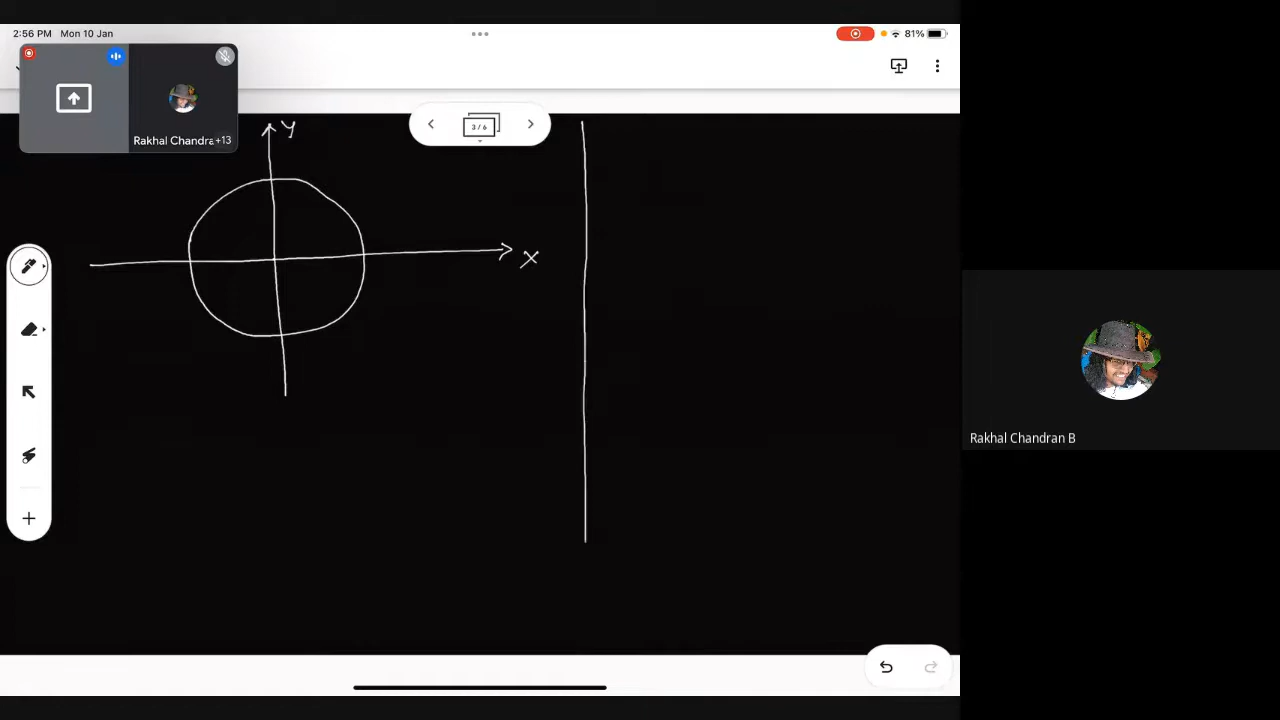 2:56 PM Mon 10 Jan
81%
Rakhal Chandra +13
3 / 6
y
x
Rakhal Chandran B